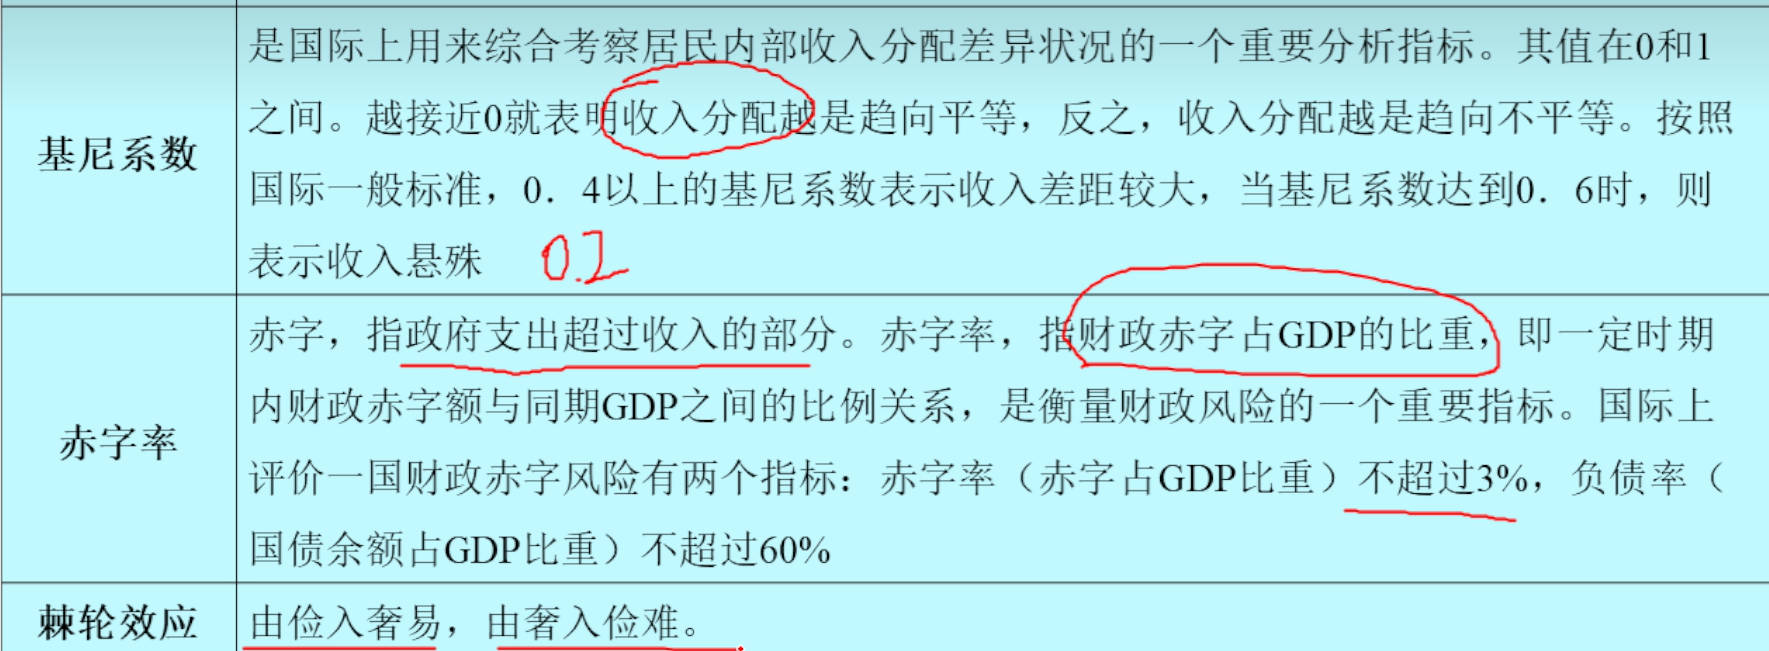 是国际上用来综合考察居民内部收入分配差异状况的一个重要分析指标。其值在0和1
之间。越接近0就表明收入分配越是趋向平等，反之，收入分配越是趋向不平等。按照
基尼系数
国际一般标准，0．4以上的基尼系数表示收入差距较大，当基尼系数达到0．6时，则
表示收入悬殊
赤字，指政府支出超过收入的部分。赤字率，指财政赤字占GDP的比重，即一定时期
内财政赤字额与同期GDP之间的比例关系，是衡量财政风险的一个重要指标。国际上
赤字率
评价一国财政赤字风险有两个指标：赤字率（赤字占GDP比重）不超过3%，负债率（
国债余额占GDP比重）不超过60%
棘轮效应
由俭入奢易，由奢入俭难。